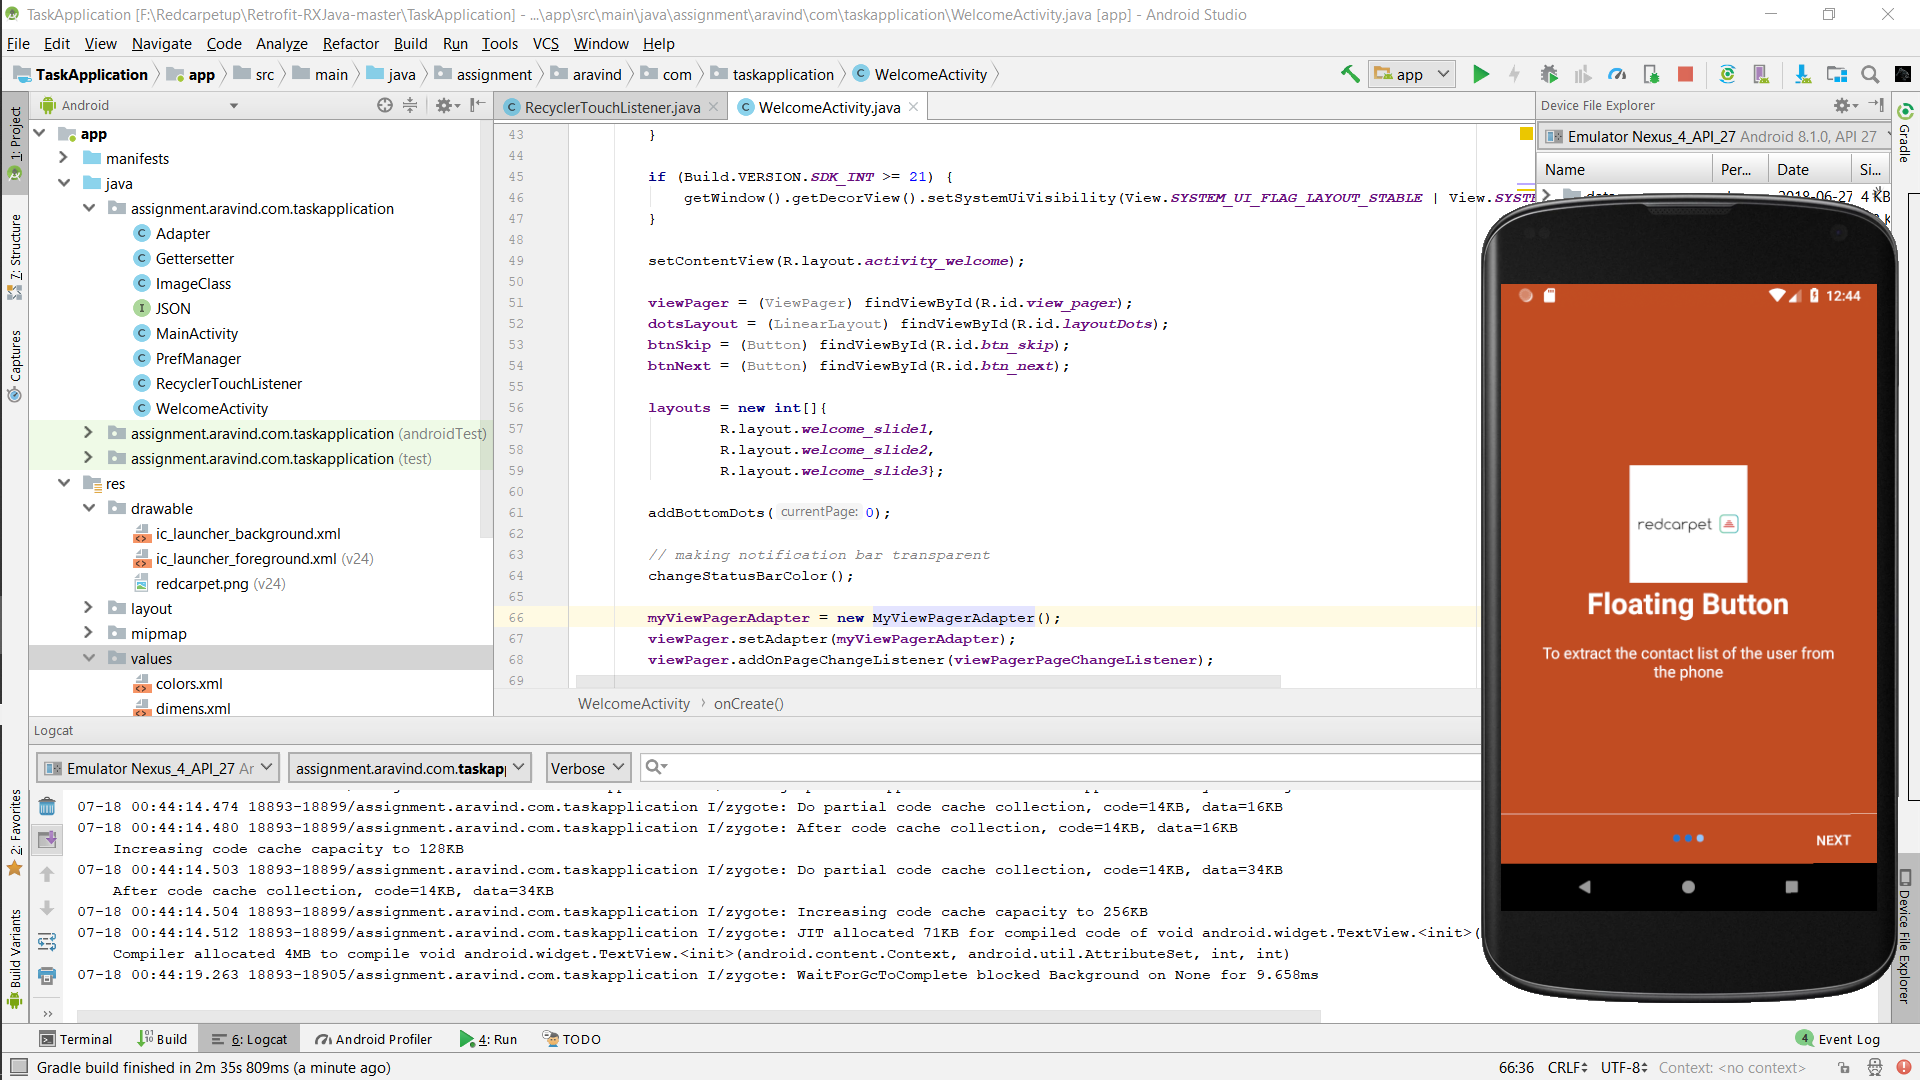 TaskApplication [F:\Redcarpetup\Retrofit-RXJava-master\TaskApplication] - ...\app\src\main\java\assignment\aravind\com\taskapplication\WelcomeActivity.java [app] - Android Studio
File Edit View Navigate Code Analyze Refactor Build Run Tools VCS Window Help
TaskApplication app src main java assignment aravind com taskapplication WelcomeActivity
app
Android
RecyclerTouchListener.java WelcomeActivity.java
Device File Explorer
1: Project
7: Structure
Captures
2: Favorites
Build Variants
app
manifests
java
assignment.aravind.com.taskapplication
Adapter
Gettersetter
ImageClass
JSON
MainActivity
PrefManager
RecyclerTouchListener
WelcomeActivity
assignment.aravind.com.taskapplication (androidTest)
assignment.aravind.com.taskapplication (test)
res
drawable
ic_launcher_background.xml
ic_launcher_foreground.xml (v24)
redcarpet.png (v24)
layout
mipmap
values
colors.xml
dimens.xml
43 }
44
45 if (Build.VERSION.SDK_INT >= 21) {
46 getWindow().getDecorView().setSystemUiVisibility(View.SYSTEM_UI_FLAG_LAYOUT_STABLE | View.SYSTE
47 }
48
49 setContentView(R.layout.activity_welcome);
50
51 viewPager = (ViewPager) findViewById(R.id.view_pager);
52 dotsLayout = (LinearLayout) findViewById(R.id.layoutDots);
53 btnSkip = (Button) findViewById(R.id.btn_skip);
54 btnNext = (Button) findViewById(R.id.btn_next);
55
56 layouts = new int[]{
57 R.layout.welcome_slide1,
58 R.layout.welcome_slide2,
59 R.layout.welcome_slide3};
60
61 addBottomDots( currentPage: 0);
62
63 // making notification bar transparent
64 changeStatusBarColor();
65
66 myViewPagerAdapter = new MyViewPagerAdapter();
67 viewPager.setAdapter(myViewPagerAdapter);
68 viewPager.addOnPageChangeListener(viewPagerPageChangeListener);
69
WelcomeActivity onCreate()
Emulator Nexus_4_API_27 Android 8.1.0, API 27
Name Per... Date Si...
2018-06-27 4 KB
Gradle
Device File Explorer
12:44
redcarpet
Floating Button
To extract the contact list of the user from
the phone
NEXT
Logcat
Emulator Nexus_4_API_27 Ar assignment.aravind.com.taskap Verbose
07-18 00:44:14.474 18893-18899/assignment.aravind.com.taskapplication I/zygote: Do partial code cache collection, code=14KB, data=16KB
07-18 00:44:14.480 18893-18899/assignment.aravind.com.taskapplication I/zygote: After code cache collection, code=14KB, data=16KB
Increasing code cache capacity to 128KB
07-18 00:44:14.503 18893-18899/assignment.aravind.com.taskapplication I/zygote: Do partial code cache collection, code=14KB, data=34KB
After code cache collection, code=14KB, data=34KB
07-18 00:44:14.504 18893-18899/assignment.aravind.com.taskapplication I/zygote: Increasing code cache capacity to 256KB
07-18 00:44:14.512 18893-18899/assignment.aravind.com.taskapplication I/zygote: JIT allocated 71KB for compiled code of void android.widget.TextView.<init>(
Compiler allocated 4MB to compile void android.widget.TextView.<init>(android.content.Context, android.util.AttributeSet, int, int)
07-18 00:44:19.263 18893-18905/assignment.aravind.com.taskapplication I/zygote: WaitForGcToComplete blocked Background on None for 9.658ms
Terminal Build 6: Logcat Android Profiler 4: Run TODO 4 Event Log
Gradle build finished in 2m 35s 809ms (a minute ago) 66:36 CRLF UTF-8 Context: <no context>